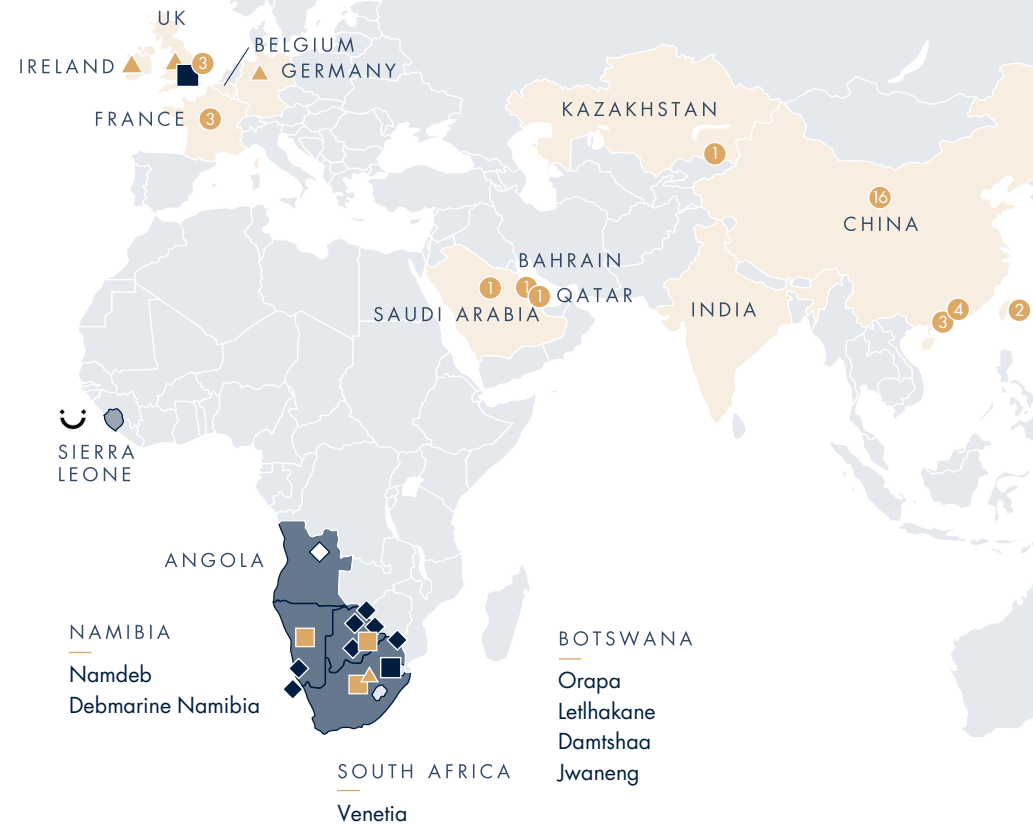 UK
BELGIUM
IRELAND
3
GERMANY
FRANCE
3
KAZAKHSTAN
1
16
CHINA
BAHRAIN
1
1
1
QATAR
SAUDI ARABIA
INDIA
4
3
2
SIERRA
LEONE
ANGOLA
NAMIBIA
Namdeb
Debmarine Namibia
BOTSWANA
Orapa
Letlhakane
Damtshaa
Jwaneng
SOUTH AFRICA
Venetia